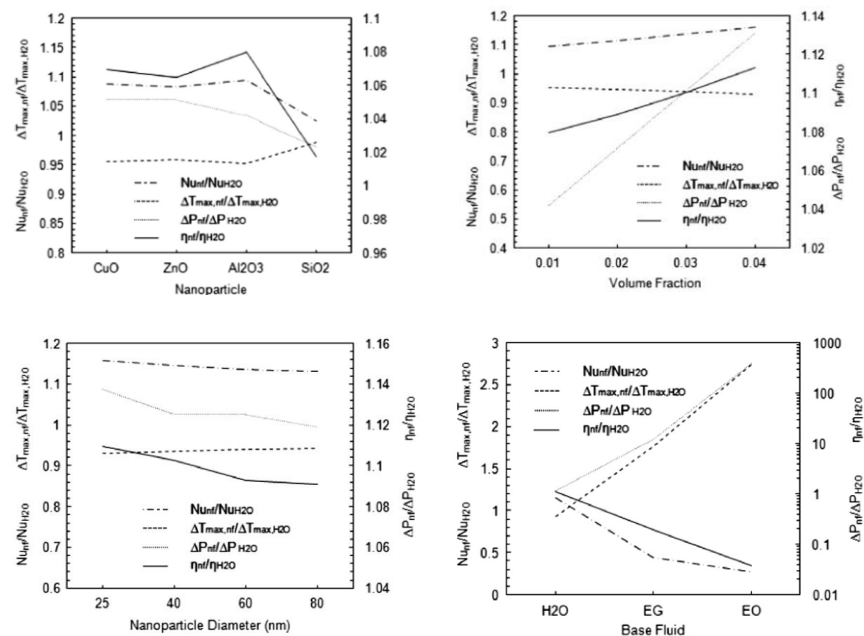 1.2
1.15
1.1
1.05
1
0.95
0.9
0.85
0.8
1.1
1.08
1.06
1.04
1.02
1
0.98
0.96
Nunf/NuH2O ΔTmax,nf/ΔTmax,H2O
Nunf/NuH2O
ΔTmax,nf/ΔTmax,H2O
ΔPnf/ΔP H2O
ηnf/ηH2O
ΔPnf/ΔPH2O ηnf/ηH2O
CuO ZnO Al2O3 SiO2
Nanoparticle
1.2
1.1
1
0.9
0.8
0.7
0.6
0.5
0.4
1.14
1.12
1.1
1.08
1.06
1.04
1.02
Nunf/NuH2O ΔTmax,nf/ΔTmax,H2O
Nunf/NuH2O
ΔTmax,nf/ΔTmax,H2O
ΔPnf/ΔP H2O
ηnf/ηH2O
ΔPnf/ΔPH2O ηnf/ηH2O
0.01 0.02 0.03 0.04
Volume Fraction
1.2
1.1
1
0.9
0.8
0.7
0.6
1.16
1.14
1.12
1.1
1.08
1.06
1.04
Nunf/NuH2O ΔTmax,nf/ΔTmax,H2O
Nunf/NuH2O
ΔTmax,nf/ΔTmax,H2O
ΔPnf/ΔP H2O
ηnf/ηH2O
ΔPnf/ΔPH2O ηnf/ηH2O
25 40 60 80
Nanoparticle Diameter (nm)
3
2.5
2
1.5
1
0.5
0
1000
100
10
1
0.1
0.01
Nunf/NuH2O ΔTmax,nf/ΔTmax,H2O
Nunf/NuH2O
ΔTmax,nf/ΔTmax,H2O
ΔPnf/ΔP H2O
ηnf/ηH2O
ΔPnf/ΔPH2O ηnf/ηH2O
H2O EG EO
Base Fluid